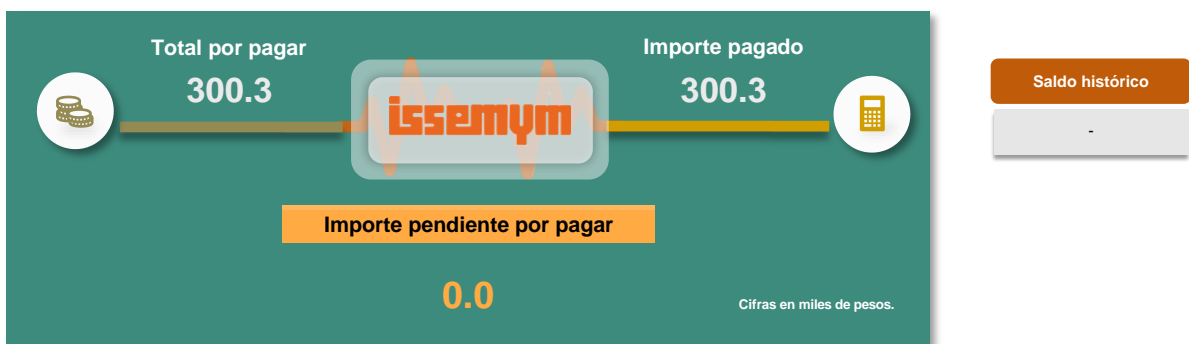 Total por pagar
300.3
issemym
Importe pagado
300.3
Importe pendiente por pagar
0.0
Cifras en miles de pesos.
Saldo histórico
-